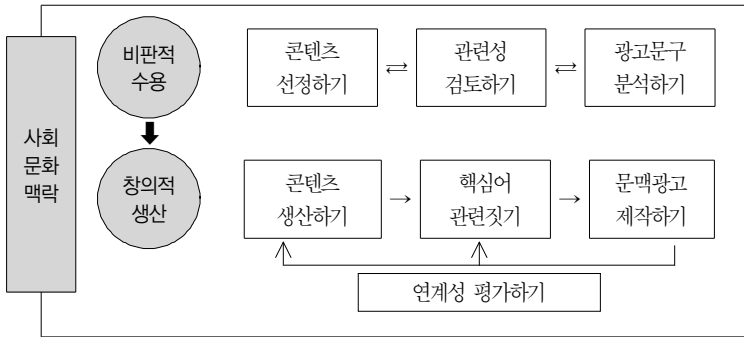 사회
문화
맥락
비판적
수용
콘텐츠
선정하기
⇄
관련성
검토하기
⇄
광고문구
분석하기
창의적
생산
콘텐츠
생산하기
→
핵심어
관련짓기
→
문맥광고
제작하기
연계성 평가하기